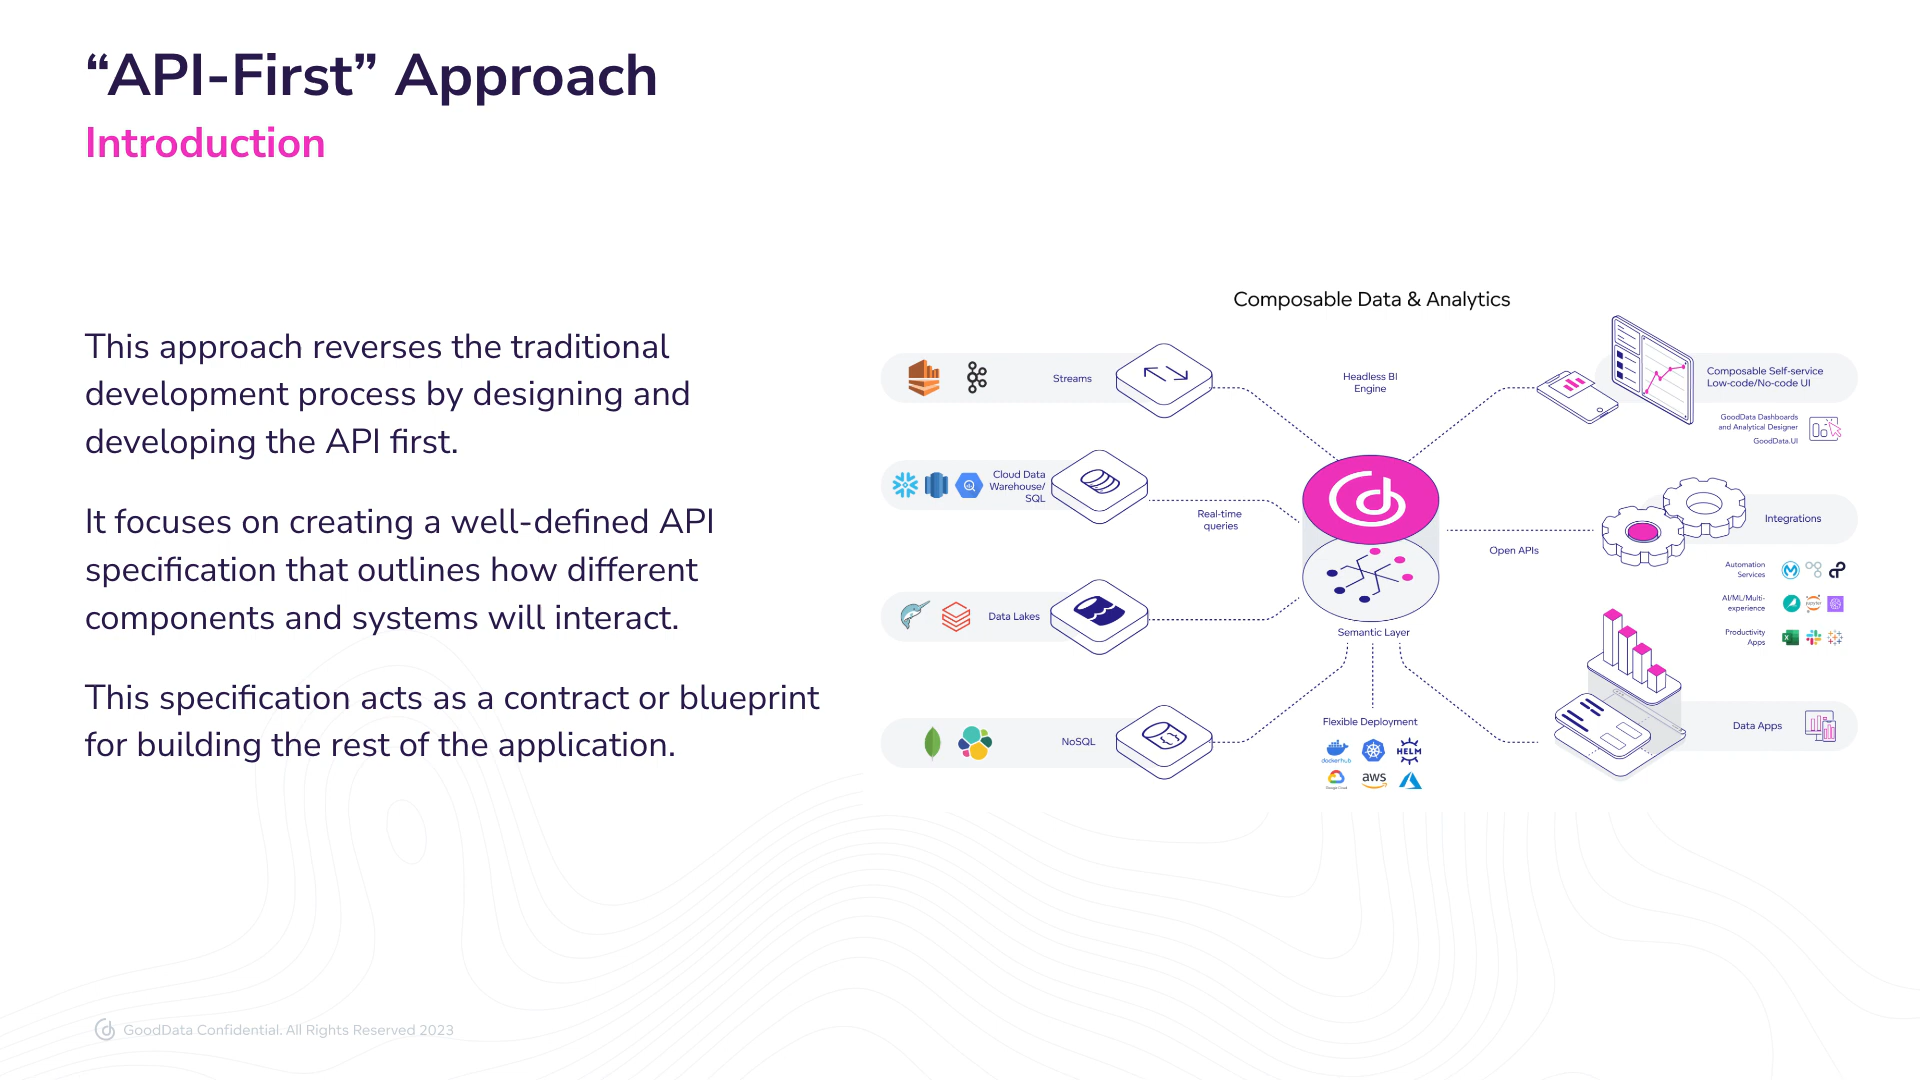 “API-First” Approach
Introduction
This approach reverses the traditional
development process by designing and
developing the API first.
It focuses on creating a well-defined API
specification that outlines how different
components and systems will interact.
This specification acts as a contract or blueprint
for building the rest of the application.
Composable Data & Analytics
Streams
Cloud Data
Warehouse/
SQL
Data Lakes
NoSQL
Real-time
queries
Headless BI
Engine
Semantic Layer
Flexible Deployment
dockerhub
HELM
Google Cloud
aws
Open APIs
Composable Self-service
Low-code/No-code UI
GoodData Dashboards
and Analytical Designer
GoodData.UI
Integrations
Automation
Services
AI/ML/Multi-
experience
jupyter
Productivity
Apps
Data Apps
GoodData Confidential. All Rights Reserved 2023